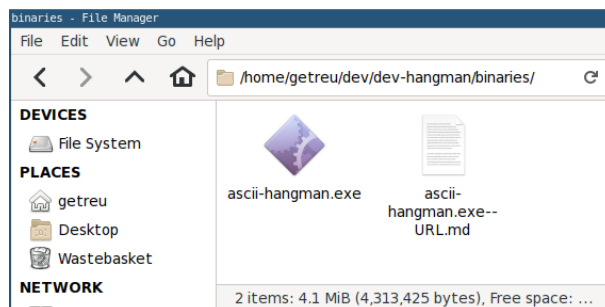 binaries - File Manager
File Edit View Go Help
/home/getreu/dev/dev-hangman/binaries/
DEVICES
File System
PLACES
getreu
Desktop
Wastebasket
NETWORK
ascii-hangman.exe
ascii-
hangman.exe--
URL.md
2 items: 4.1 MiB (4,313,425 bytes), Free space: ...